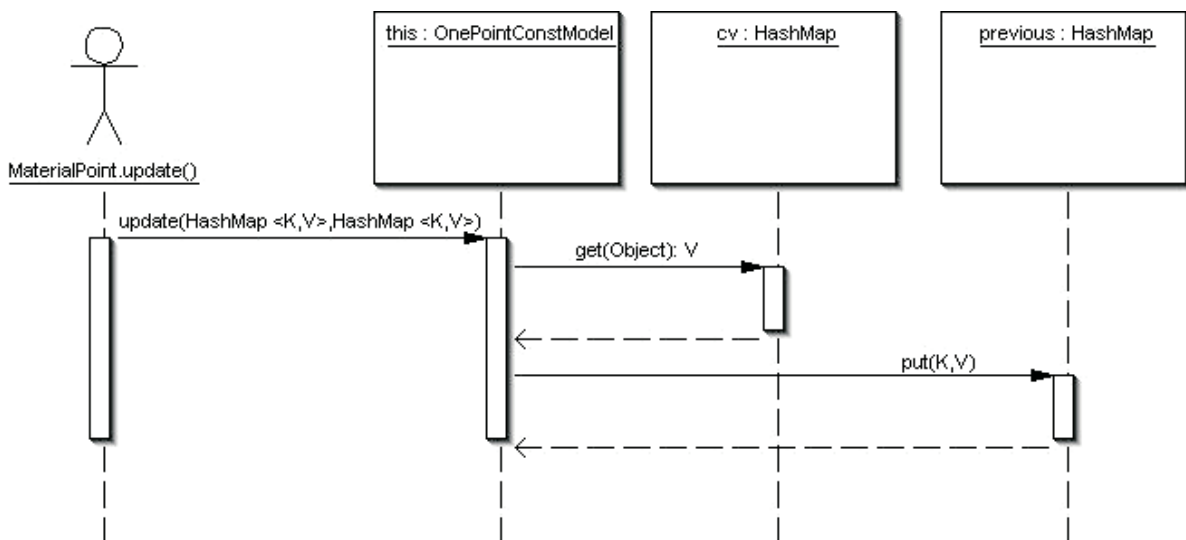 this : OnePointConstModel
cv : HashMap
previous : HashMap
MaterialPoint.update()
update(HashMap <K,V>,HashMap <K,V>)
get(Object): V
put(K,V)